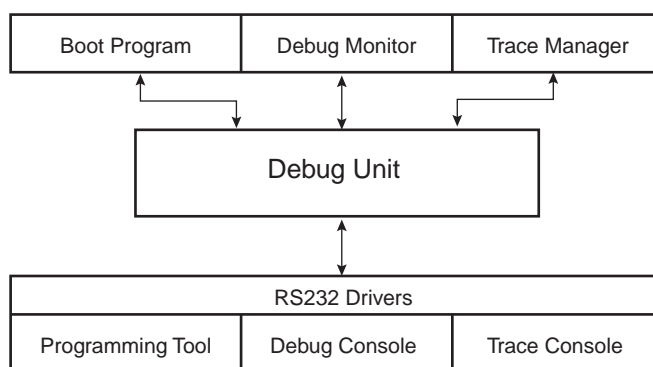 Boot Program Debug Monitor Trace Manager
Debug Unit
RS232 Drivers
Programming Tool Debug Console Trace Console